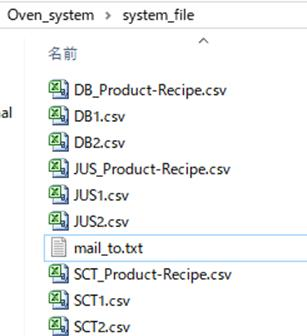 Oven_system > system_file
名前
DB_Product-Recipe.csv
DB1.csv
DB2.csv
al
JUS_Product-Recipe.csv
JUS1.csv
JUS2.csv
mail_to.txt
SCT_Product-Recipe.csv
SCT1.csv
SCT2.csv